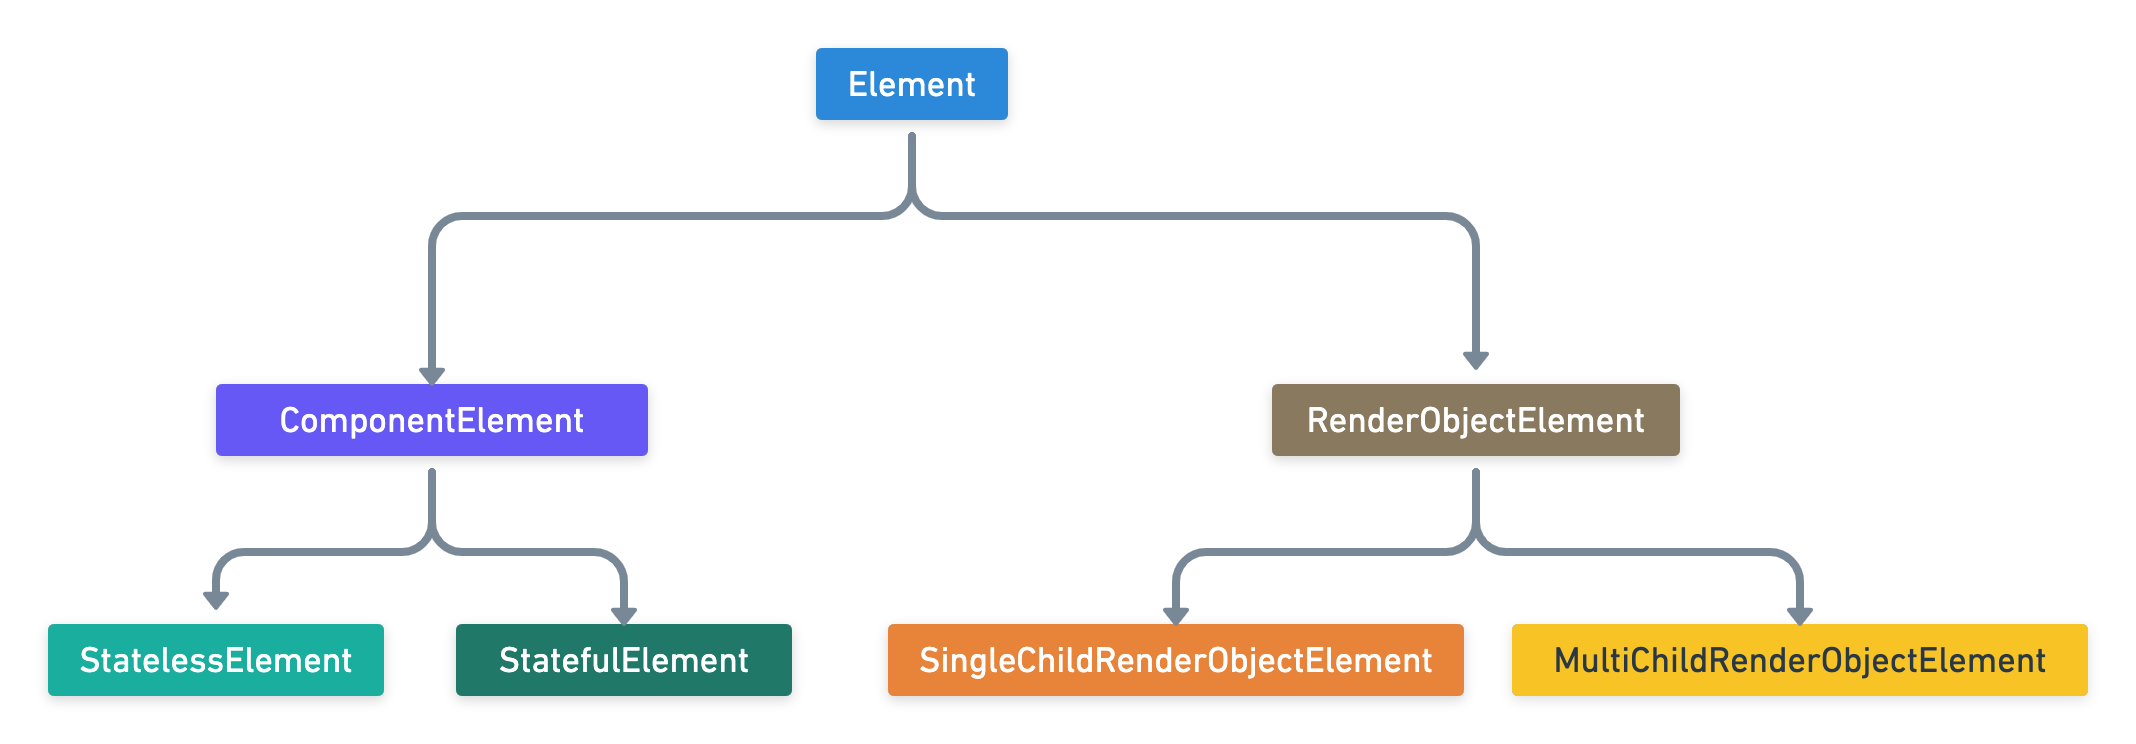 Element
ComponentElement
RenderObjectElement
StatelessElement
StatefulElement
SingleChildRenderObjectElement
MultiChildRenderObjectElement